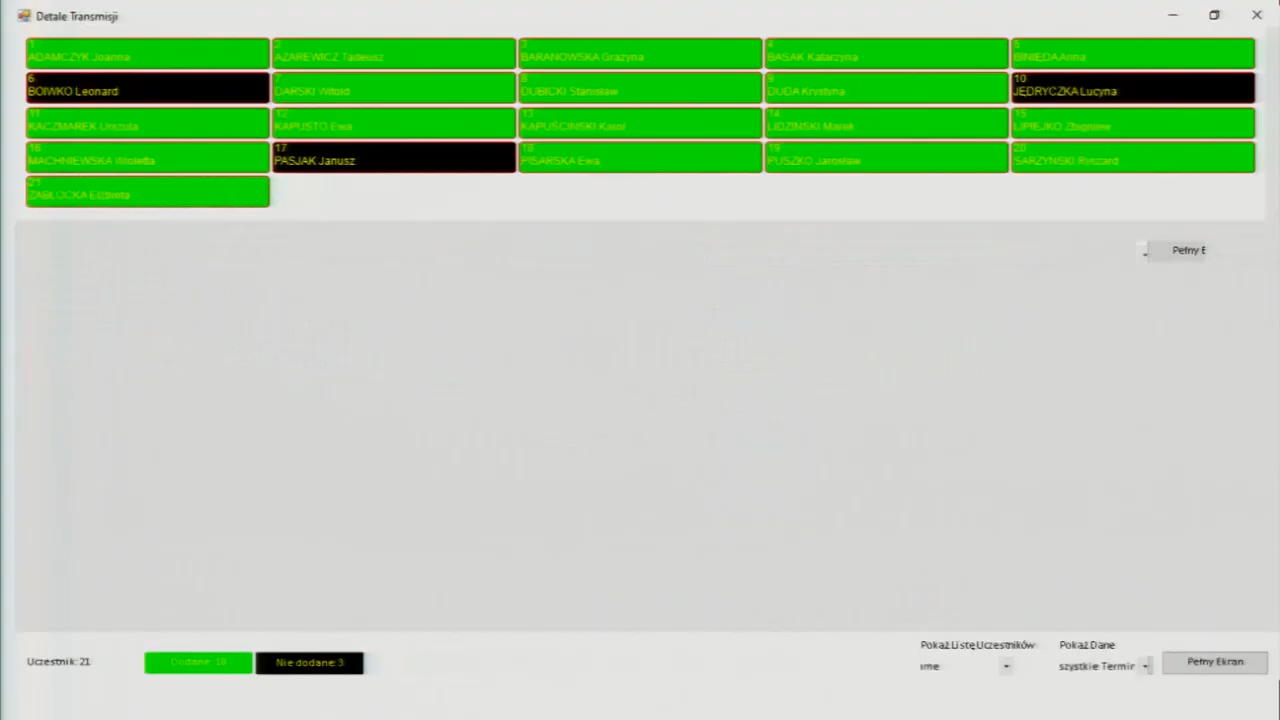 Detale Transmisji
1
ADAMCZYK Joanna
2
AZAREWICZ Tadeusz
3
BARANOWSKA Grażyna
4
BASAK Katarzyna
5
BINIEDA Anna
6
BOIWKO Leonard
7
DARSKI Witold
8
DUBICKI Stanisław
9
DUDA Krystyna
10
JĘDRYCZKA Lucyna
11
KACZMAREK Urszula
12
KAPUSTO Ewa
13
KAPUŚCIŃSKI Karol
14
LIDZIŃSKI Marek
15
LIPIEJKO Zbigniew
16
MACHNIEWSKA Wioletta
17
PASJAK Janusz
18
PISARSKA Ewa
19
PUSZKO Jarosław
20
SARZYŃSKI Ryszard
21
ZABŁOCKA Elżbieta
Pełny E
Uczestnik: 21
Dodane: 18
Nie dodane: 3
Pokaż Listę Uczestników
ıme
Pokaż Dane
szystkie Termir
Pełny Ekran